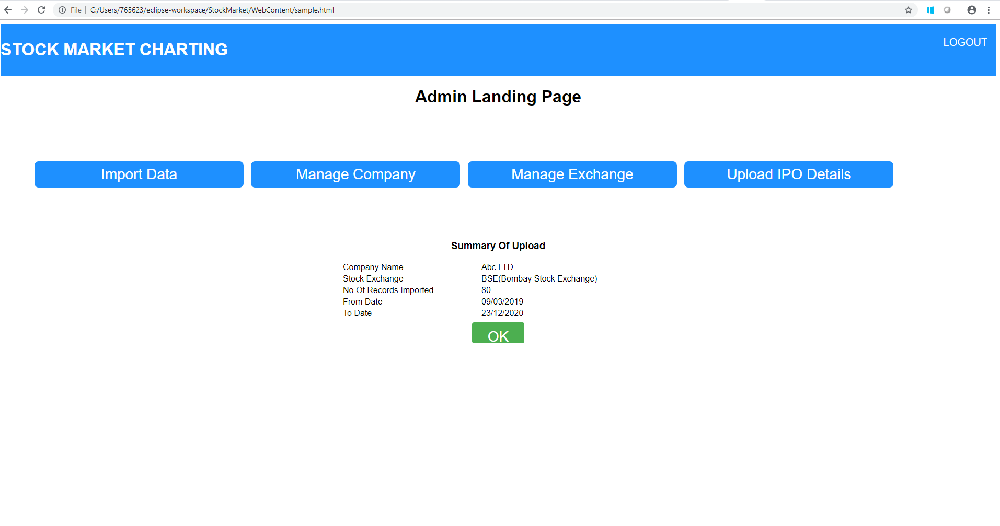 File C:/Users/765623/eclipse-workspace/StockMarket/WebContent/sample.html
STOCK MARKET CHARTING
LOGOUT
Admin Landing Page
Import Data Manage Company Manage Exchange Upload IPO Details
Summary Of Upload
Company Name Abc LTD
Stock Exchange BSE(Bombay Stock Exchange)
No Of Records Imported 80
From Date 09/03/2019
To Date 23/12/2020
OK